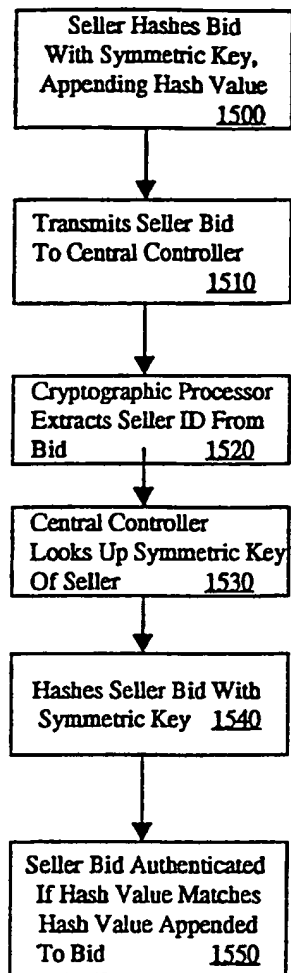 Seller Hashes Bid
With Symmetric Key,
Appending Hash Value
1500
Transmits Seller Bid
To Central Controller
1510
Cryptographic Processor
Extracts Seller ID From
Bid 1520
Central Controller
Looks Up Symmetric Key
Of Seller 1530
Hashes Seller Bid With
Symmetric Key 1540
Seller Bid Authenticated
If Hash Value Matches
Hash Value Appended
To Bid 1550